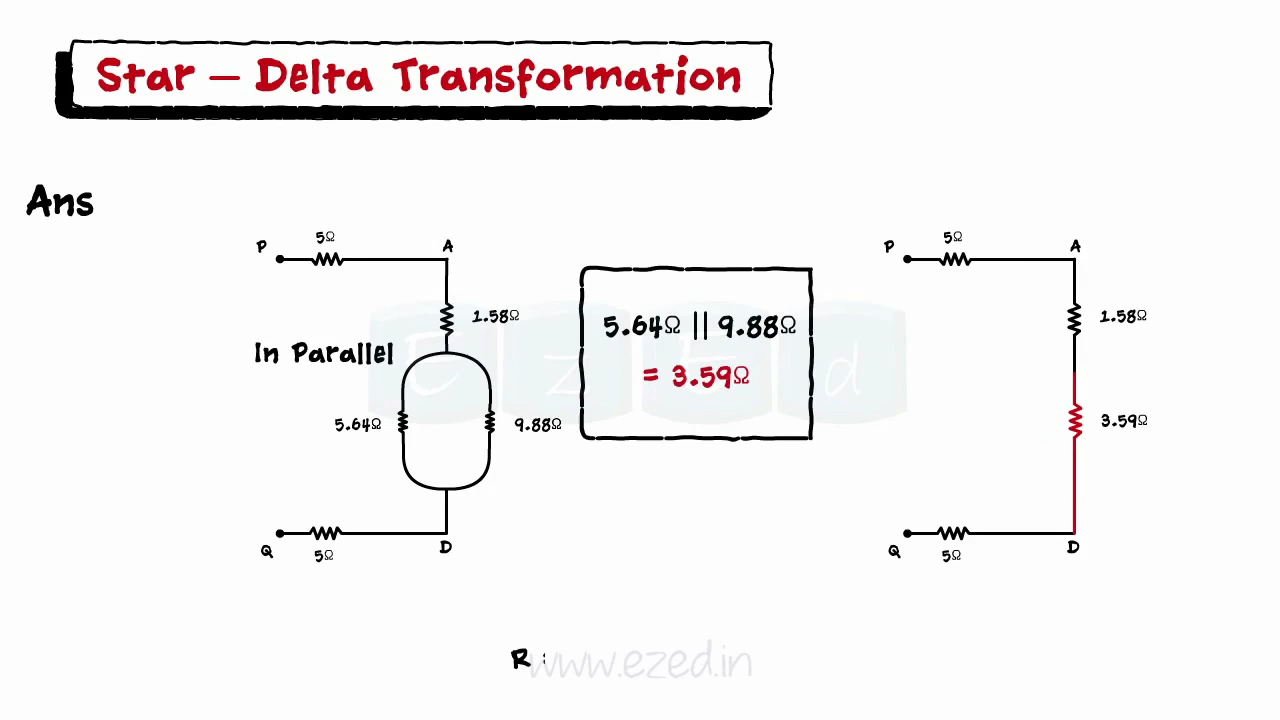 Star – Delta Transformation
Ans
P 5Ω A
1.58Ω
In Parallel
5.64Ω 9.88Ω
Q 5Ω D
5.64Ω || 9.88Ω
= 3.59Ω
P 5Ω A
1.58Ω
3.59Ω
Q 5Ω D
R :
EzEd
www.ezed.in